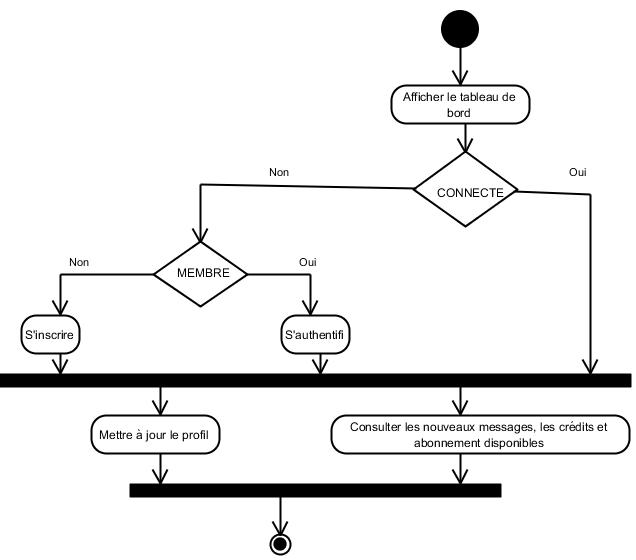 Afficher le tableau de
bord
CONNECTE
Non
Oui
MEMBRE
Non
Oui
S'inscrire
S'authentifi
Mettre à jour le profil
Consulter les nouveaux messages, les crédits et
abonnement disponibles